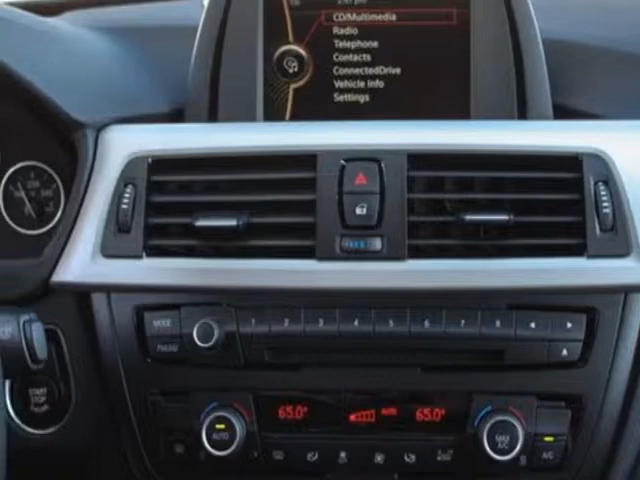 CD/Multimedia
Radio
Telephone
Contacts
ConnectedDrive
Vehicle Info
Settings
MODE
1 2 3 4 5 6 7 8
65.0°
AUTO
65.0°
AUTO
MAX
A/C
A/C
START
STOP